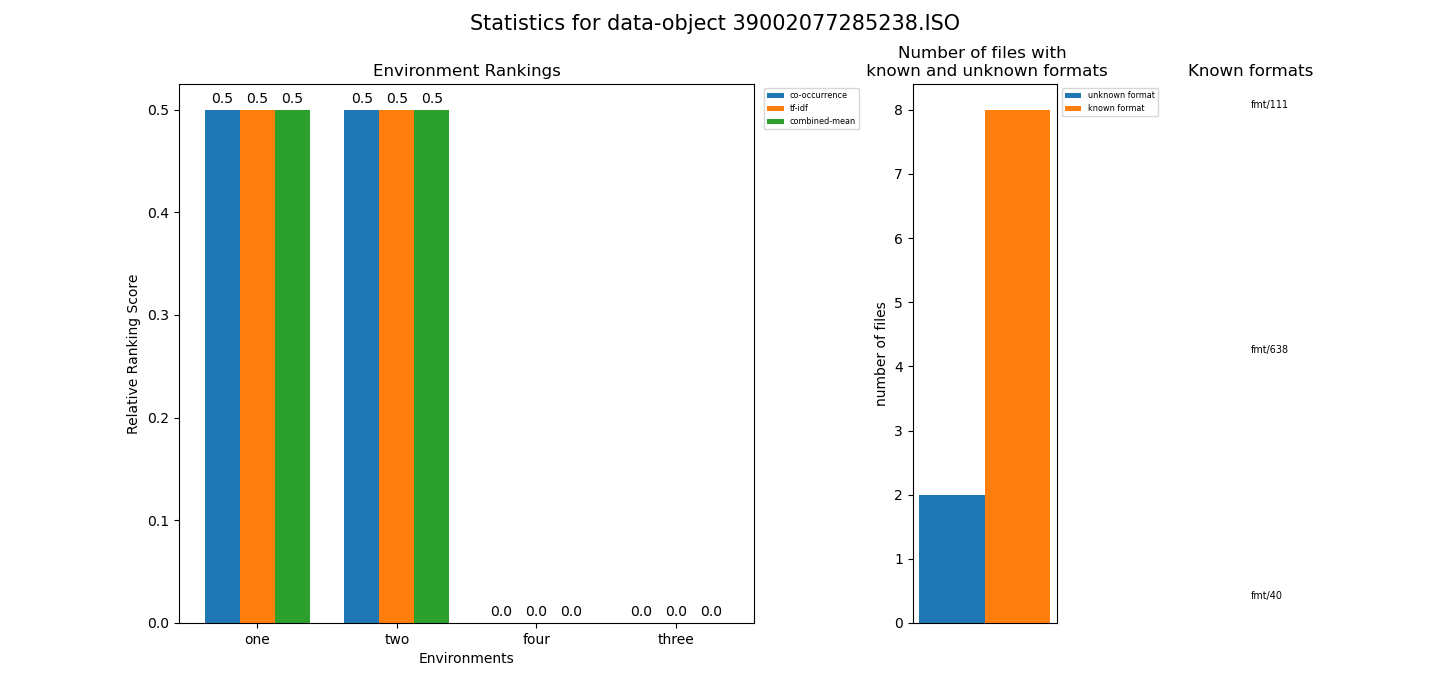 Statistics for data-object 39002077285238.ISO
Environment Rankings
0.5 0.5 0.5 0.5 0.5 0.5
0.0 0.0 0.0 0.0 0.0 0.0
0.5
0.4
0.3
0.2
0.1
0.0
Relative Ranking Score
one two four three
Environments
co-occurrence
tf-idf
combined-mean
Number of files with
known and unknown formats
8
7
6
5
4
3
2
1
0
number of files
unknown format
known format
Known formats
fmt/111
fmt/638
fmt/40